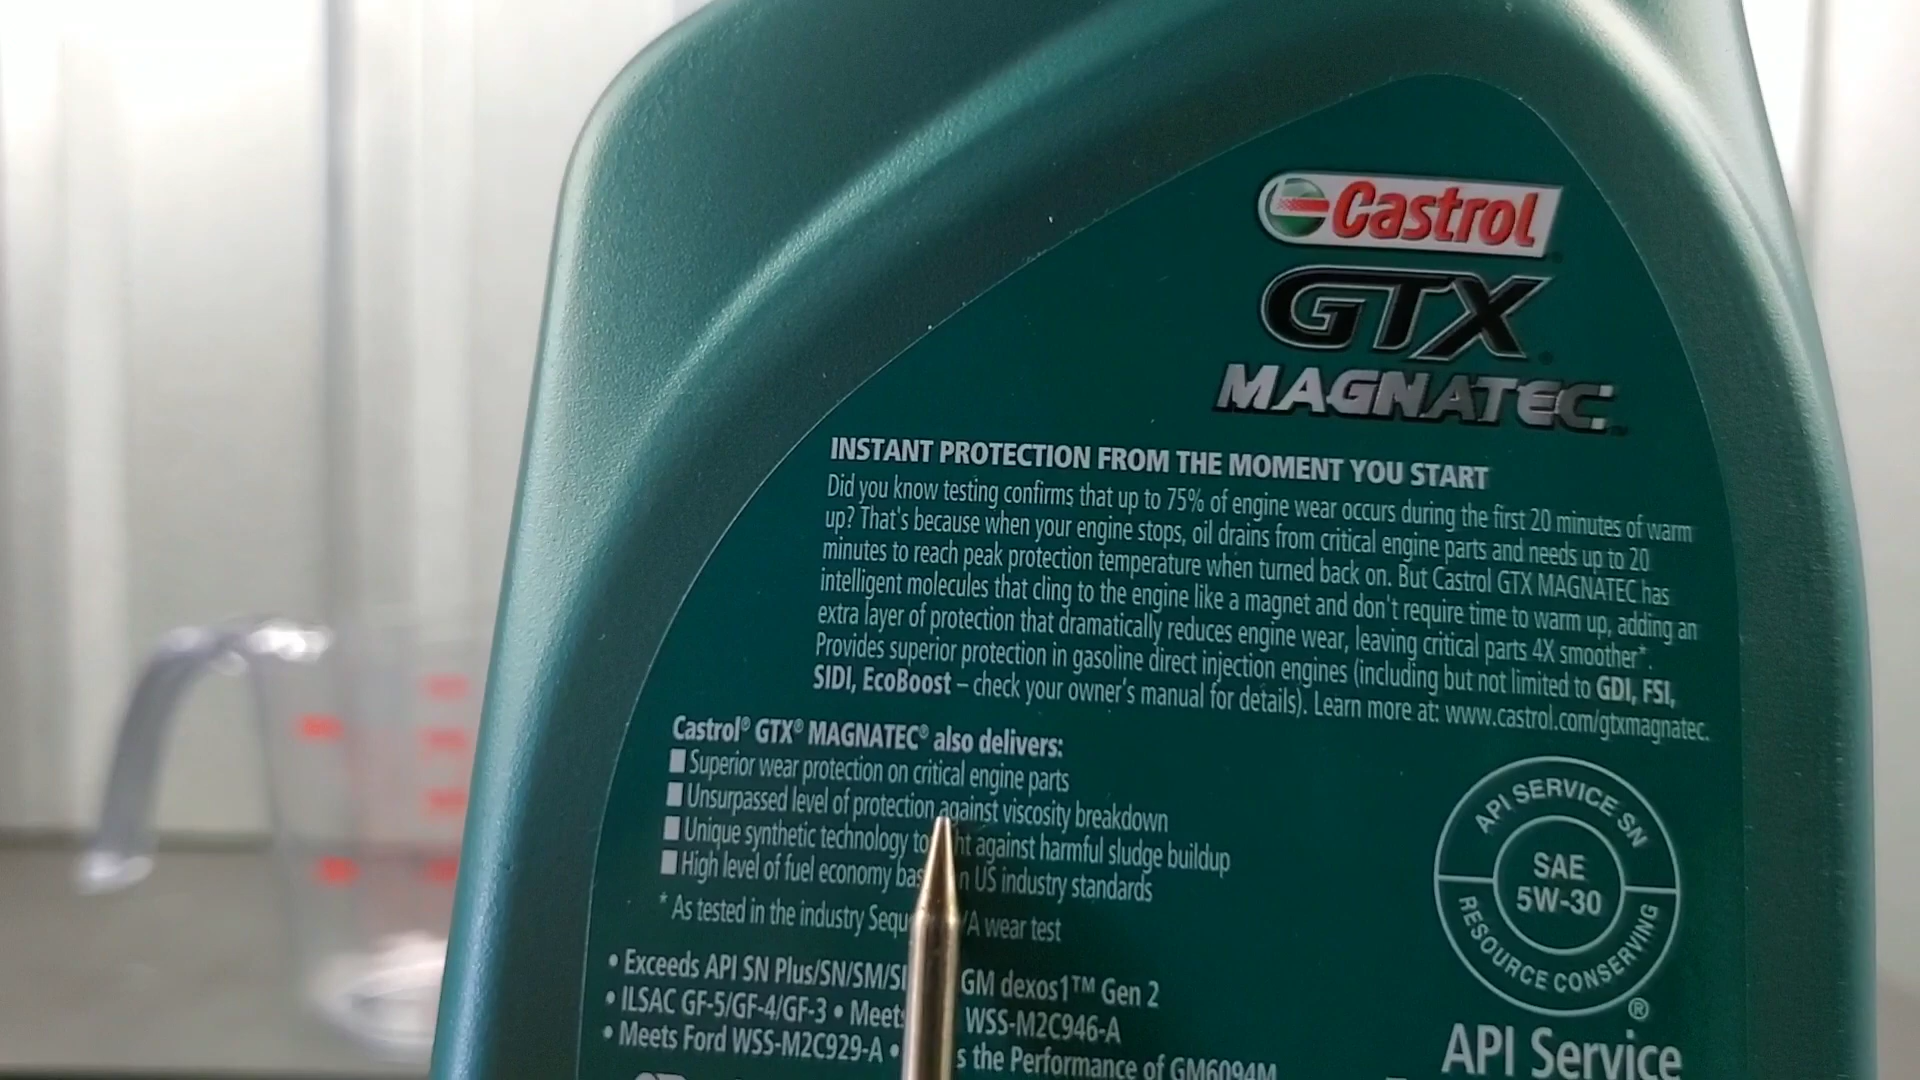 Castrol
GTX
MAGNATEC
INSTANT PROTECTION FROM THE MOMENT YOU START
Did you know testing confirms that up to 75% of engine wear occurs during the first 20 minutes of warm
up? That's because when your engine stops, oil drains from critical engine parts and needs up to 20
minutes to reach peak protection temperature when turned back on. But Castrol GTX MAGNATEC has
intelligent molecules that cling to the engine like a magnet and don't require time to warm up, adding an
extra layer of protection that dramatically reduces engine wear, leaving critical parts 4X smoother*.
Provides superior protection in gasoline direct injection engines (including but not limited to GDI, FSI,
SIDI, EcoBoost – check your owner's manual for details). Learn more at: www.castrol.com/gtxmagnatec.
Castrol® GTX® MAGNATEC® also delivers:
Superior wear protection on critical engine parts
Unsurpassed level of protection against viscosity breakdown
Unique synthetic technology to against harmful sludge buildup
High level of fuel economy US industry standards
* As tested in the industry wear test
• Exceeds API SN Plus/SN/SM/ GM dexos1™ Gen 2
• ILSAC GF-5/GF-4/GF-3 • WSS-M2C946-A
• Meets Ford WSS-M2C929-A • the Performance of GM6094M
API SERVICE SN
SAE
5W-30
RESOURCE CONSERVING
®
API Service